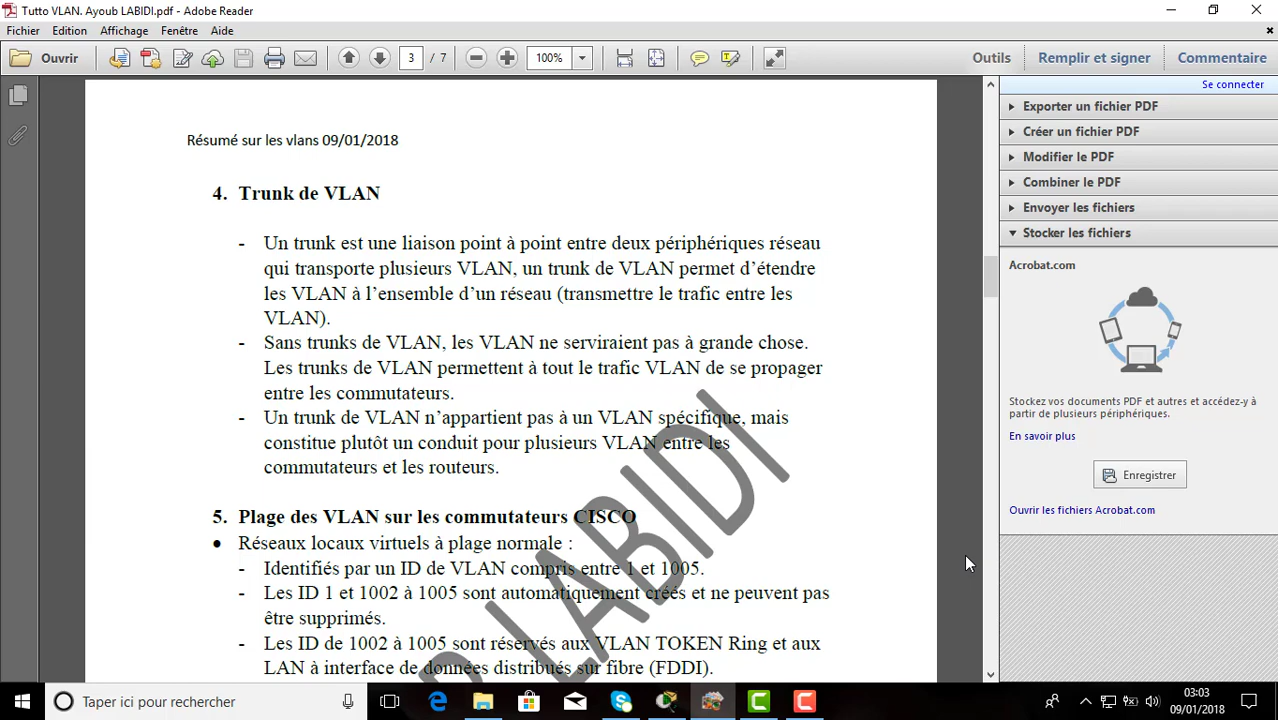 Tutto VLAN. Ayoub LABIDI.pdf - Adobe Reader
Fichier Edition Affichage Fenêtre Aide
Ouvrir 3 / 7 100% Outils Remplir et signer Commentaire
Se connecter
Exporter un fichier PDF
Créer un fichier PDF
Modifier le PDF
Combiner le PDF
Envoyer les fichiers
Stocker les fichiers
Acrobat.com
Stockez vos documents PDF et autres et accédez-y à
partir de plusieurs périphériques.
En savoir plus
Enregistrer
Ouvrir les fichiers Acrobat.com
Résumé sur les vlans 09/01/2018
4. Trunk de VLAN
- Un trunk est une liaison point à point entre deux périphériques réseau
qui transporte plusieurs VLAN, un trunk de VLAN permet d’étendre
les VLAN à l’ensemble d’un réseau (transmettre le trafic entre les
VLAN).
- Sans trunks de VLAN, les VLAN ne serviraient pas à grande chose.
Les trunks de VLAN permettent à tout le trafic VLAN de se propager
entre les commutateurs.
- Un trunk de VLAN n’appartient pas à un VLAN spécifique, mais
constitue plutôt un conduit pour plusieurs VLAN entre les
commutateurs et les routeurs.
5. Plage des VLAN sur les commutateurs CISCO
• Réseaux locaux virtuels à plage normale :
- Identifiés par un ID de VLAN compris entre 1 et 1005.
- Les ID 1 et 1002 à 1005 sont automatiquement créés et ne peuvent pas
être supprimés.
- Les ID de 1002 à 1005 sont réservés aux VLAN TOKEN Ring et aux
LAN à interface de données distribués sur fibre (FDDI).
LABIDI
Taper ici pour rechercher
03:03
09/01/2018